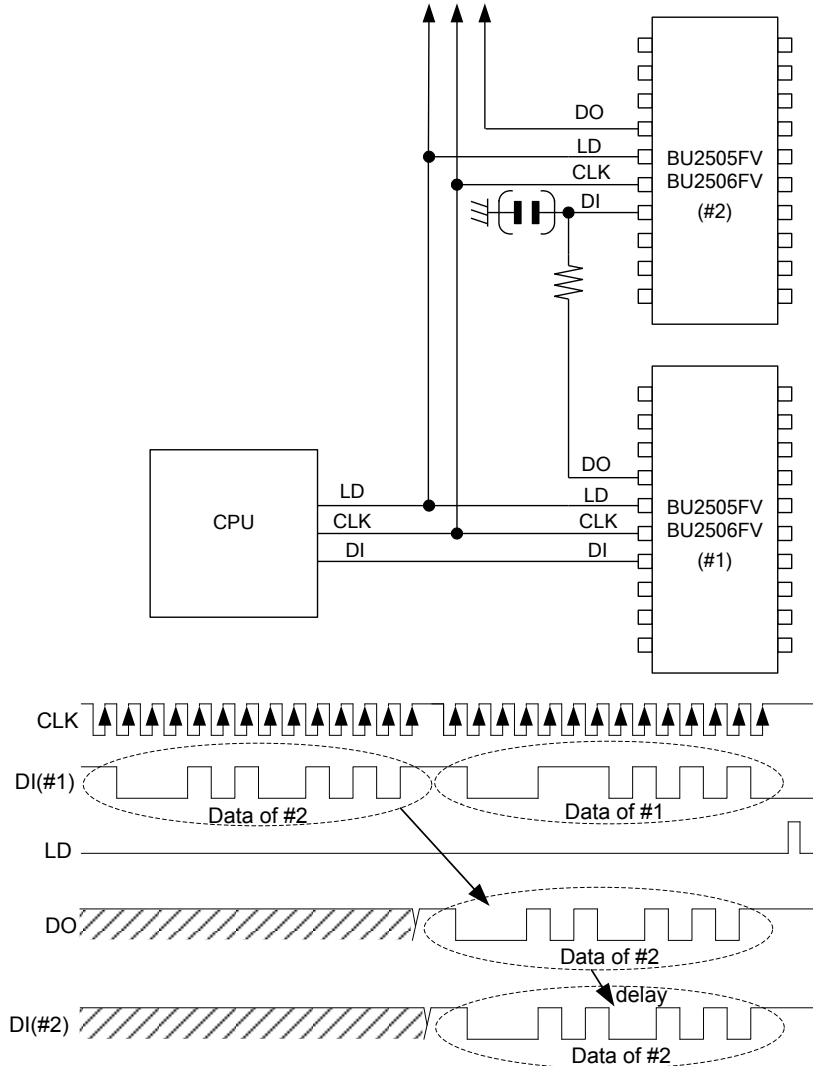 DO
LD
CLK
DI
BU2505FV
BU2506FV
(#2)
CPU
LD
CLK
DI
DO
LD
CLK
DI
BU2505FV
BU2506FV
(#1)
CLK
DI(#1)
Data of #2
Data of #1
LD
DO
Data of #2
delay
DI(#2)
Data of #2